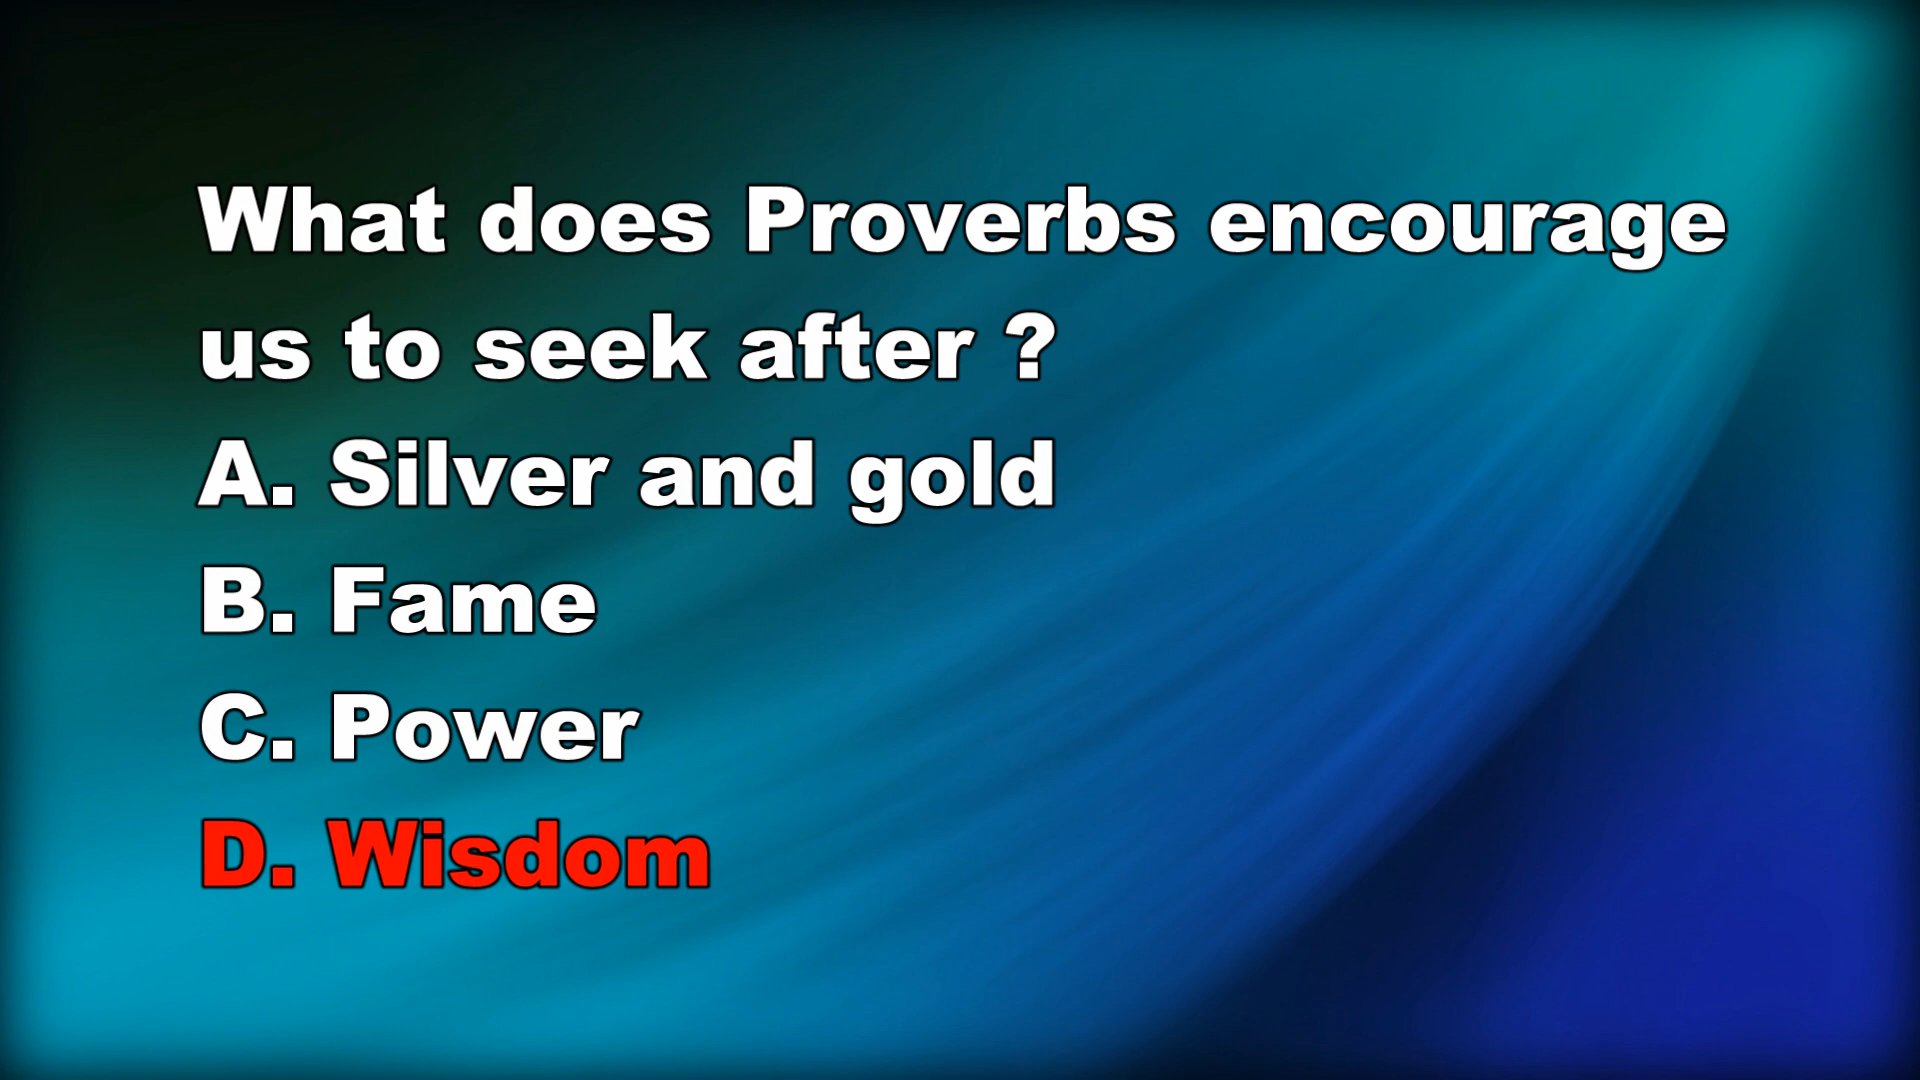 What does Proverbs encourage
us to seek after ?
A. Silver and gold
B. Fame
C. Power
D. Wisdom